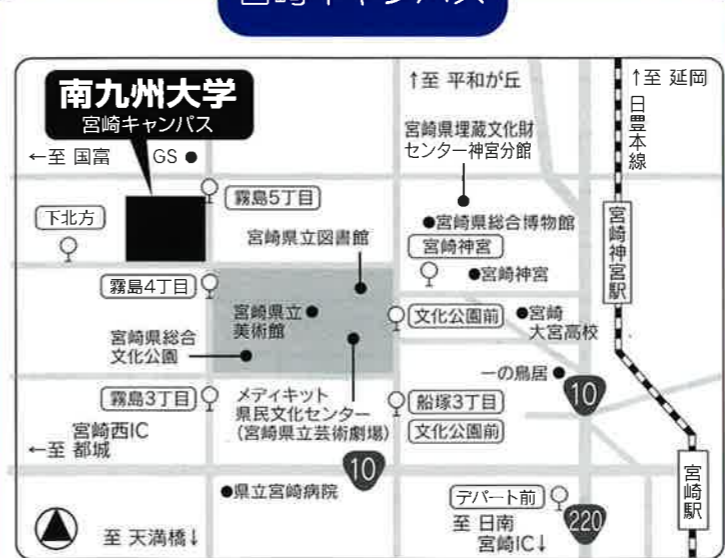 宮崎キャンパス
南九州大学
宮崎キャンパス
↑至 平和が丘
↑至 延岡
日豊本線
←至 国富
GS
宮崎県埋蔵文化財
センター神宮分館
霧島5丁目
下北方
宮崎県立図書館
宮崎県総合博物館
宮崎神宮
宮崎神宮
宮崎神宮駅
霧島4丁目
宮崎県立
美術館
文化公園前
宮崎
大宮高校
宮崎県総合
文化公園
一の鳥居
10
霧島3丁目
メディキット
県民文化センター
(宮崎県立芸術劇場)
船塚3丁目
文化公園前
宮崎西IC
←至 都城
10
宮崎駅
県立宮崎病院
デパート前
220
至 天満橋↓
至 日南
宮崎IC↓